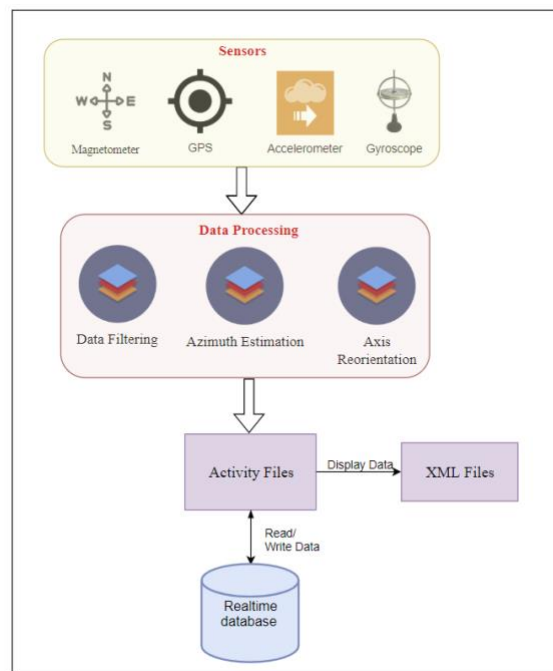 Sensors
N
W E
S
Magnetometer
GPS
Accelerometer
Gyroscope
Data Processing
Data Filtering
Azimuth Estimation
Axis
Reorientation
Activity Files
Display Data
XML Files
Read/
Write Data
Realtime
database